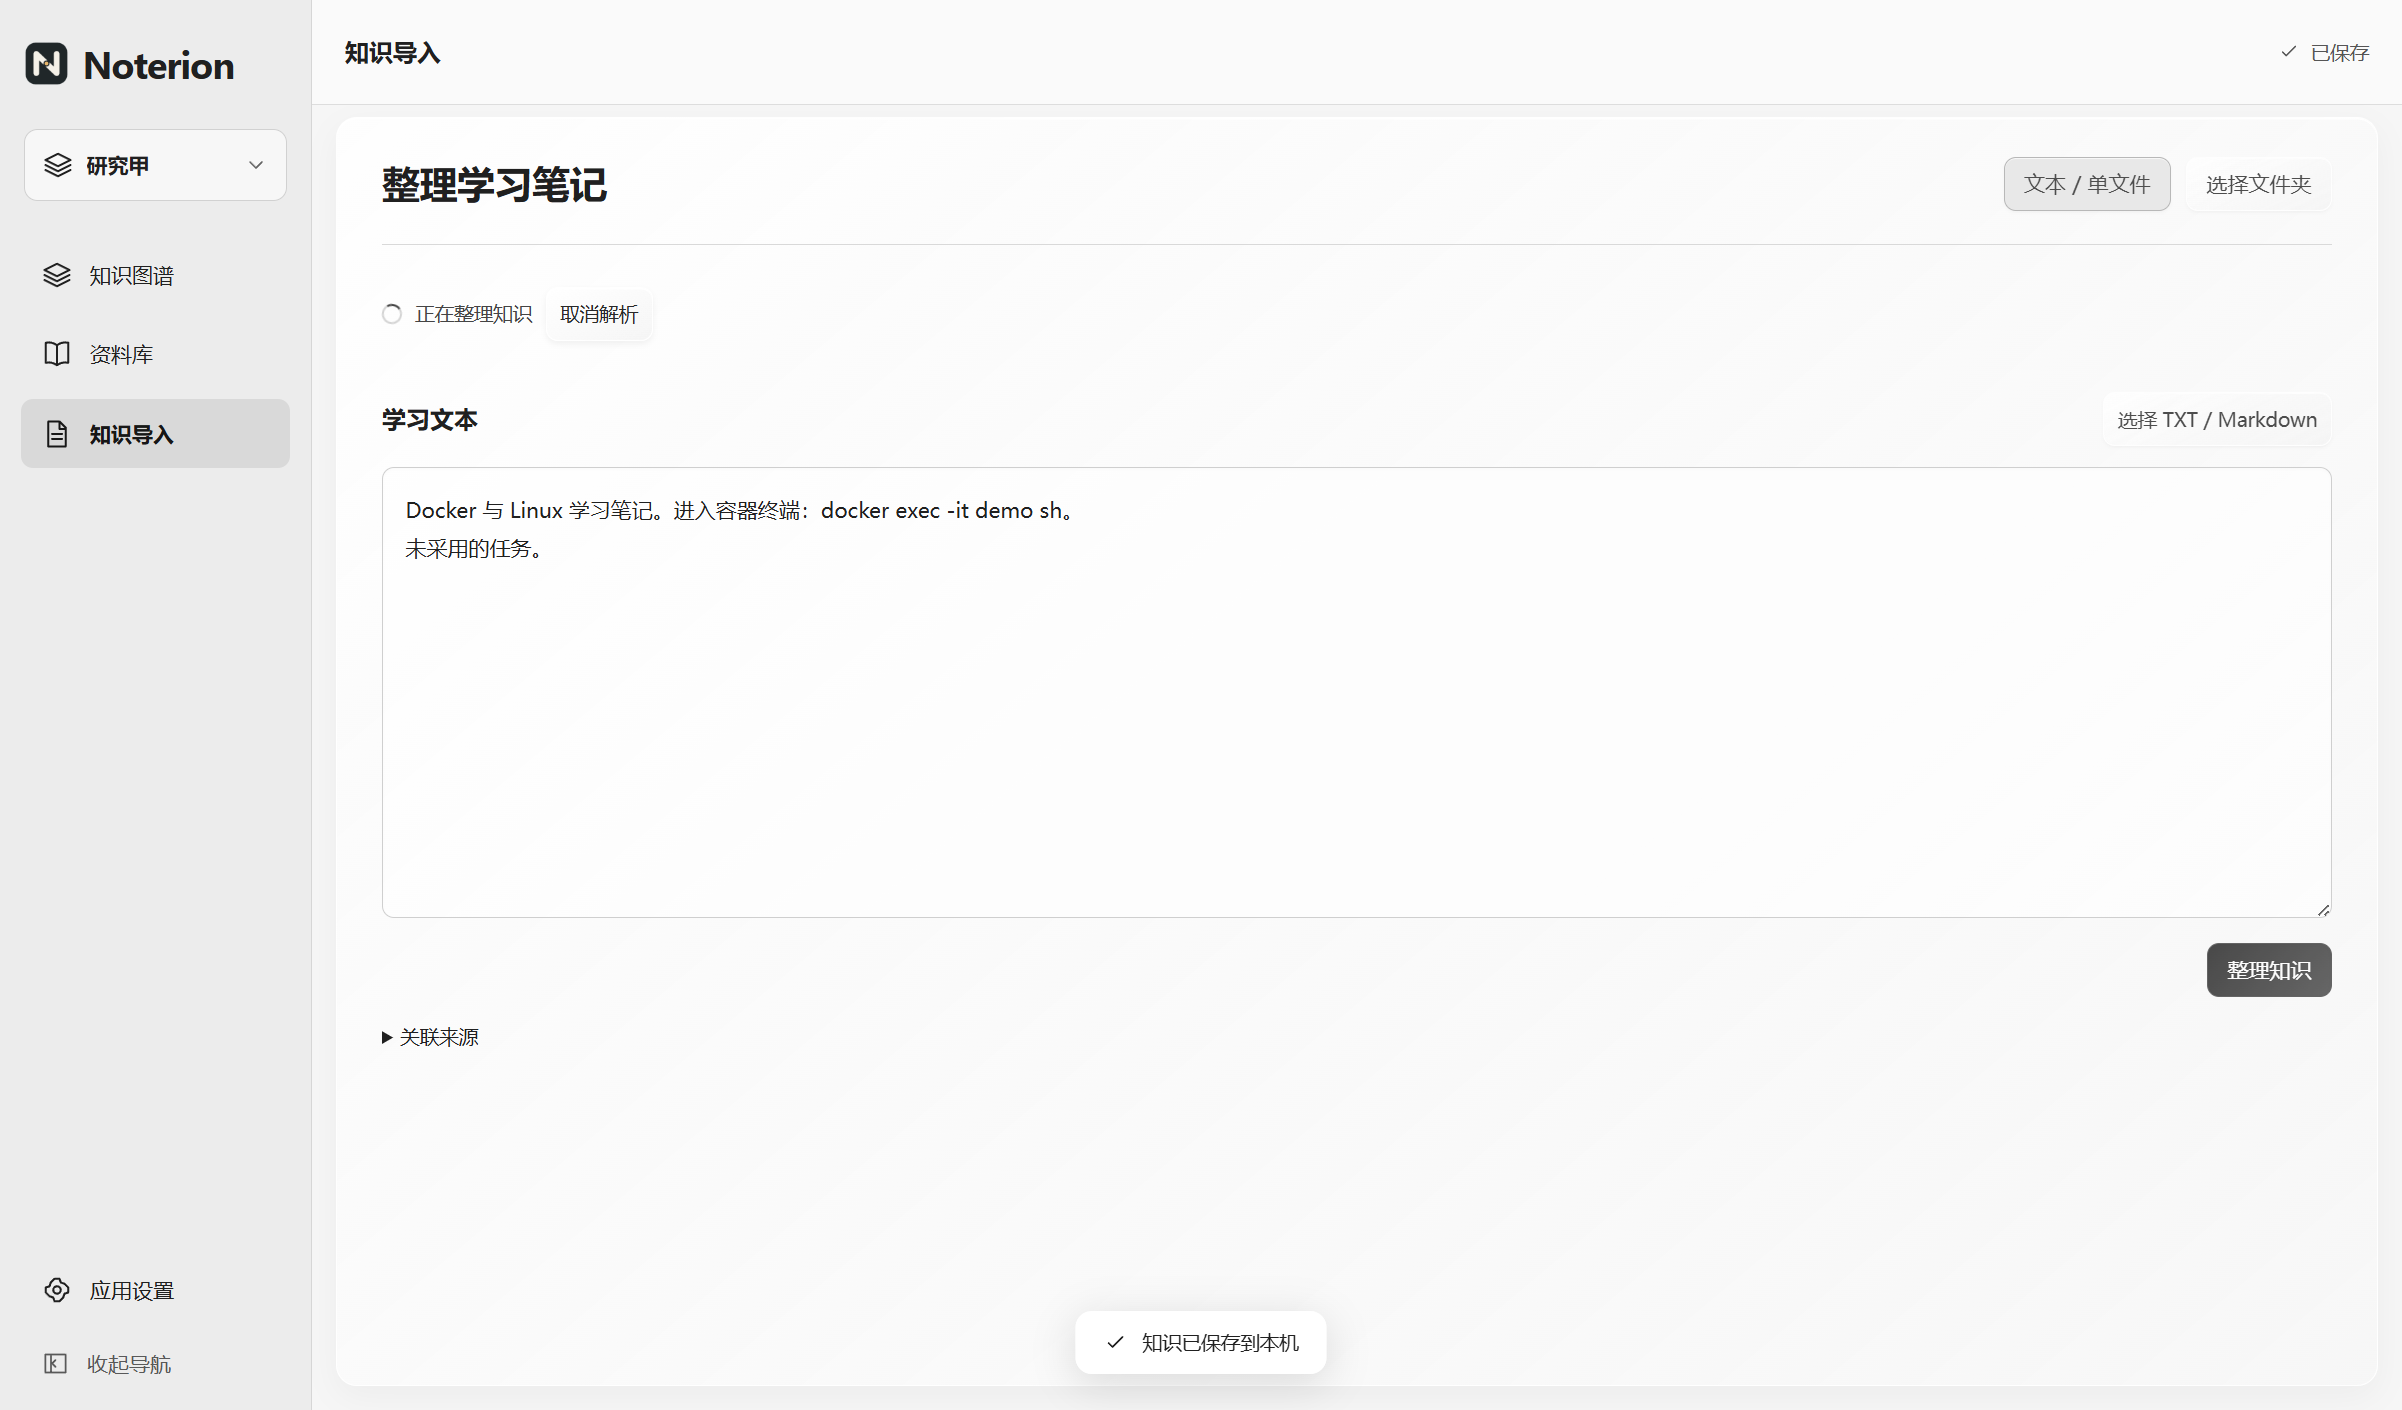 Noterion
研究甲
知识图谱
资料库
知识导入
应用设置
收起导航
知识导入
已保存
整理学习笔记
文本 / 单文件
选择文件夹
正在整理知识
取消解析
学习文本
选择 TXT / Markdown
Docker 与 Linux 学习笔记。进入容器终端：docker exec -it demo sh。
未采用的任务。
整理知识
关联来源
知识已保存到本机